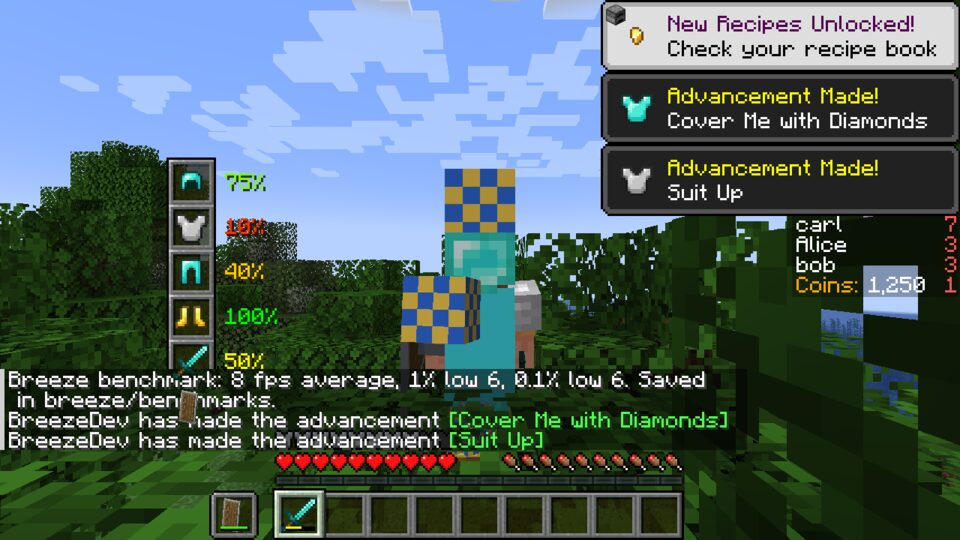 New Recipes Unlocked!
Check your recipe book
Advancement Made!
Cover Me with Diamonds
Advancement Made!
Suit Up
carl 7
Alice 3
bob 3
Coins: 1,250 1
75%
10%
40%
100%
50%
Breeze benchmark: 8 fps average, 1% low 6, 0.1% low 6. Saved
in breeze/benchmarks.
BreezeDev has made the advancement [Cover Me with Diamonds]
BreezeDev has made the advancement [Suit Up]